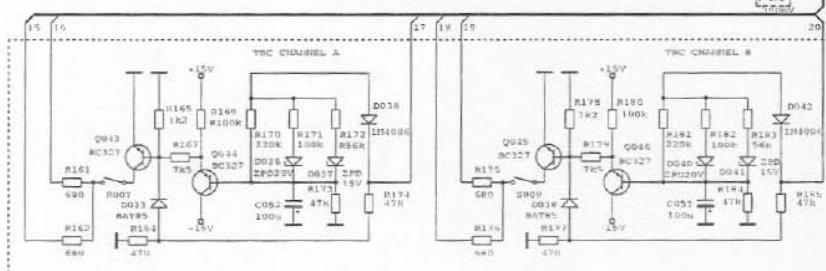 100mV
15 16 17 18 19 20
TBC CHANNEL A
TBC CHANNEL B
+15V
+15V
R165
1k2
R169
R100k
D038
1N4006
Q043
BC327
R167
7k5
Q044
BC327
R170
220k
R171
100k
R172
R56k
D036
ZPD20V
D037
ZPD
15V
R161
680
S007
D033
BAT85
C052
100u
R173
47k
R174
47k
-15V
R162
680
R164
470
R178
1k2
R180
100k
D042
1N4006
Q045
BC327
R179
7k5
Q046
BC327
R181
220k
R182
100k
R183
56k
D040
ZPD20V
D041
ZPD
15V
R175
680
S009
D039
BAT85
C053
100u
R184
47k
R185
47k
15V
R176
680
R177
470